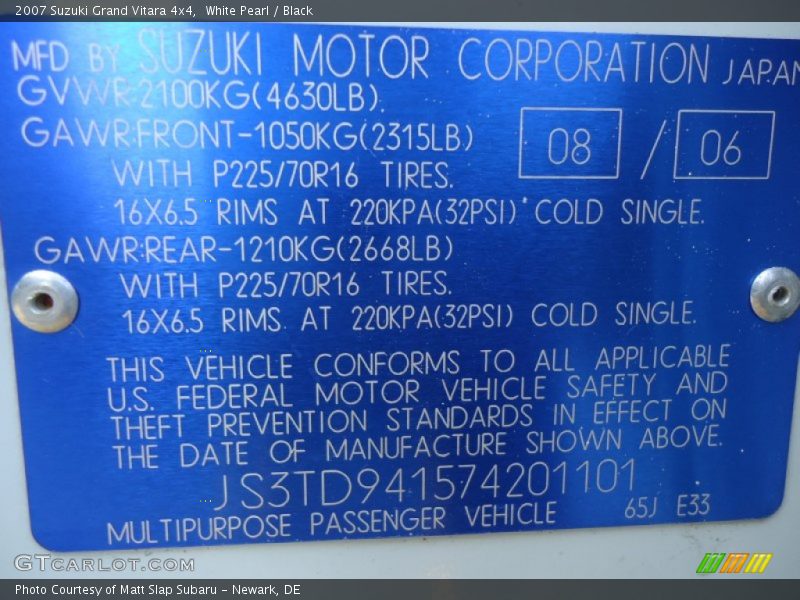 2007 Suzuki Grand Vitara 4x4,  White Pearl / Black
MFD BY SUZUKI MOTOR CORPORATION JAPAN
GVWR:2100KG(4630LB).
GAWR:FRONT-1050KG(2315LB)
08 / 06
WITH P225/70R16 TIRES.
16X6.5 RIMS AT 220KPA(32PSI) COLD SINGLE.
GAWR:REAR-1210KG(2668LB)
WITH P225/70R16 TIRES.
16X6.5 RIMS AT 220KPA(32PSI) COLD SINGLE.
THIS VEHICLE CONFORMS TO ALL APPLICABLE
U.S. FEDERAL MOTOR VEHICLE SAFETY AND
THEFT PREVENTION STANDARDS IN EFFECT ON
THE DATE OF MANUFACTURE SHOWN ABOVE.
JS3TD941574201101
MULTIPURPOSE PASSENGER VEHICLE 65J E33
GTcarlot.com
Photo Courtesy of Matt Slap Subaru - Newark, DE